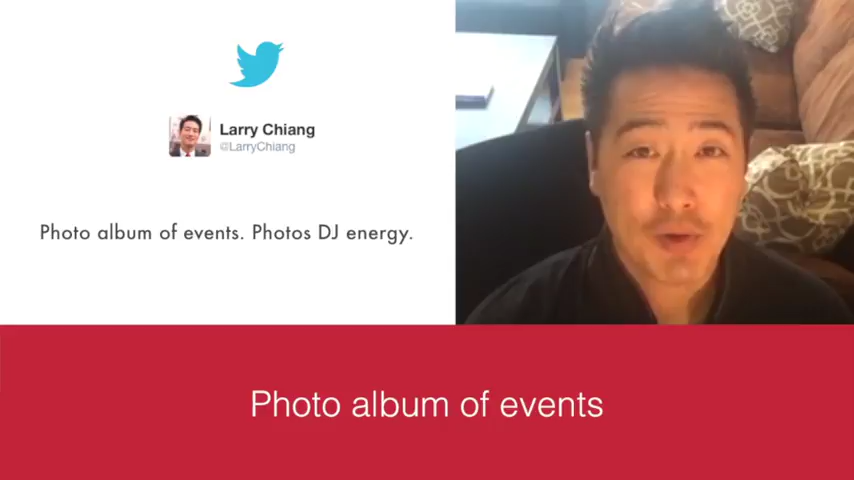 Larry Chiang
@LarryChiang
Photo album of events. Photos DJ energy.
Photo album of events